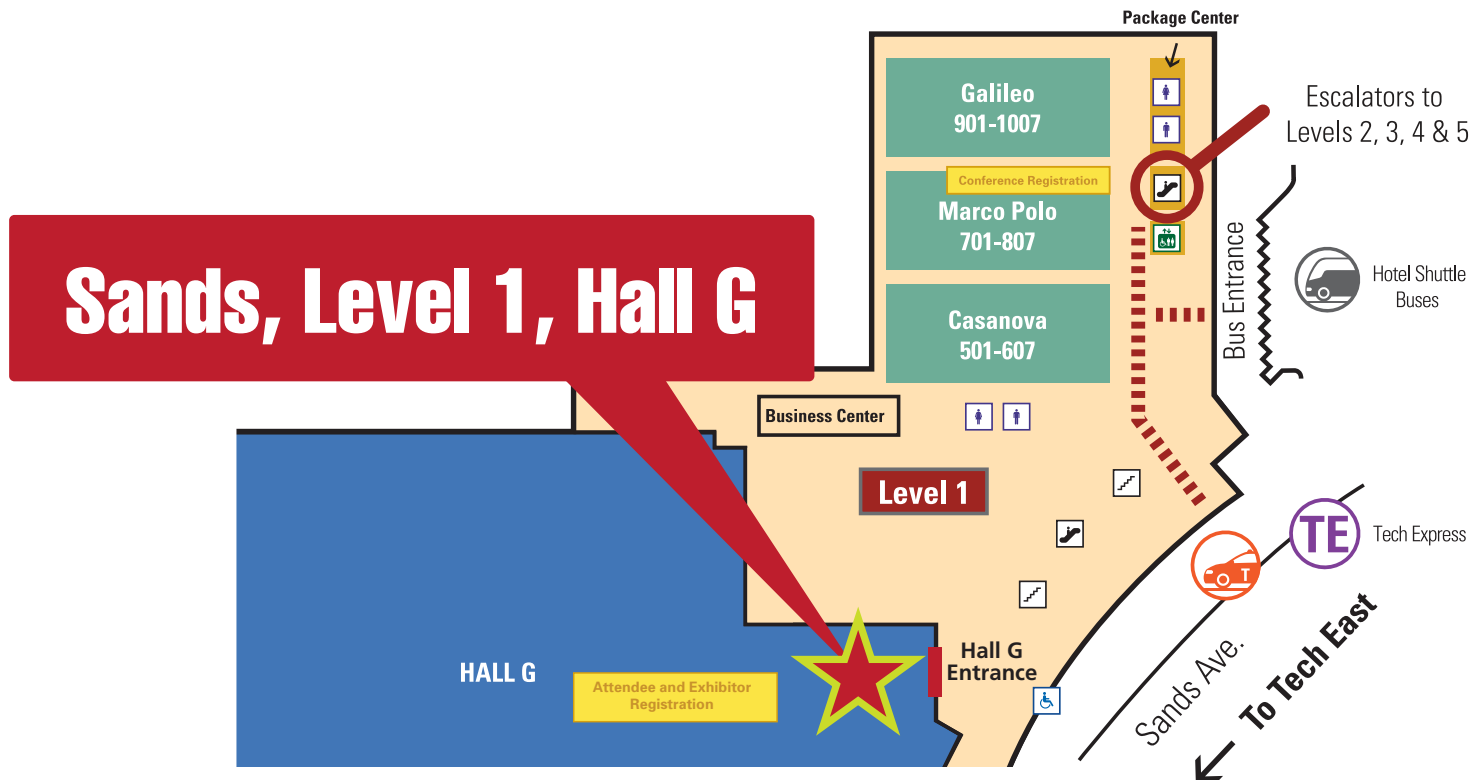 Package Center
Galileo
901-1007
Escalators to
Levels 2, 3, 4 & 5
Conference Registration
Marco Polo
701-807
Sands, Level 1, Hall G
Bus Entrance
Hotel Shuttle
Buses
Casanova
501-607
Business Center
Level 1
T
TE
Tech Express
Hall G
Entrance
HALL G
Attendee and Exhibitor
Registration
Sands Ave.
To Tech East